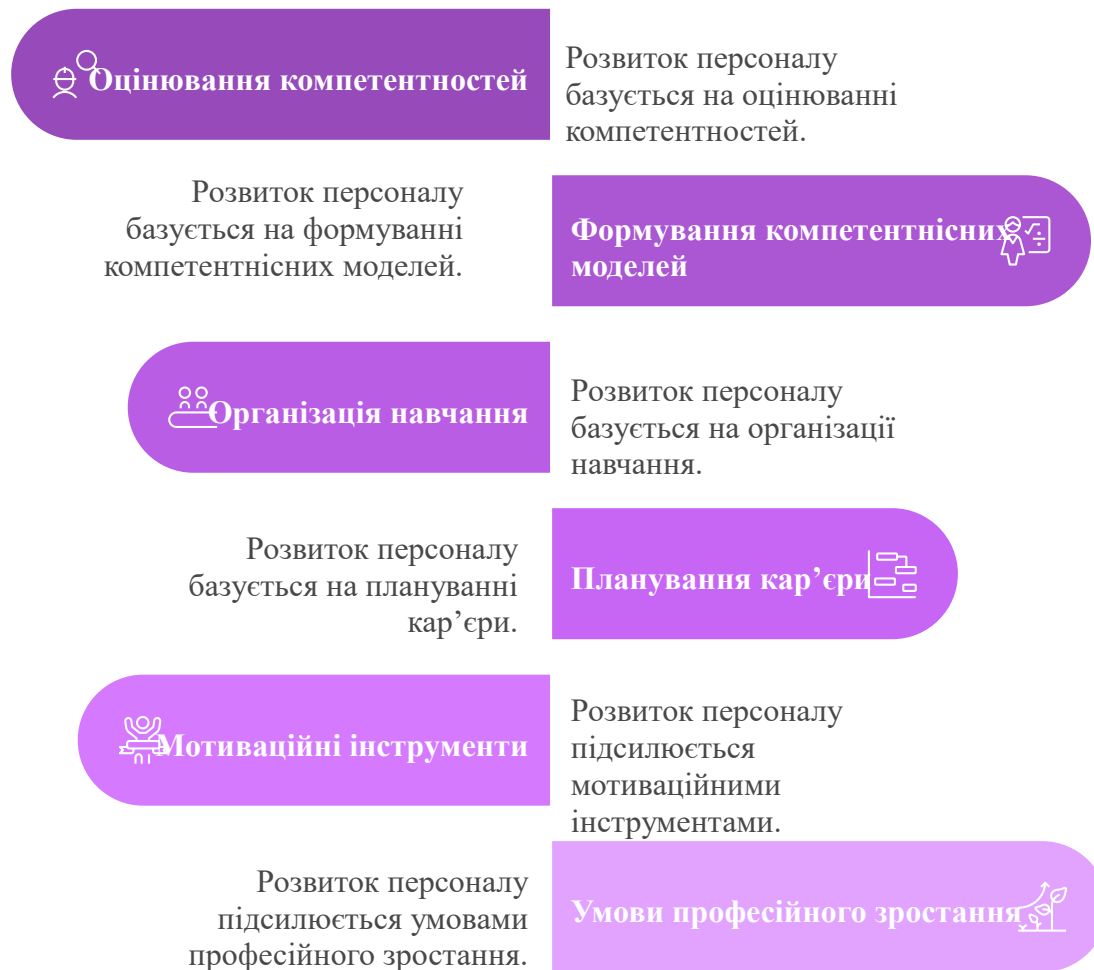 Оцінювання компетентностей
Розвиток персоналу
базується на оцінюванні
компетентностей.
Розвиток персоналу
базується на формуванні
компетентнісних моделей.
Формування компетентнісних
моделей
Організація навчання
Розвиток персоналу
базується на організації
навчання.
Розвиток персоналу
базується на плануванні
кар’єри.
Планування кар’єри
Мотиваційні інструменти
Розвиток персоналу
підсилюється
мотиваційними
інструментами.
Розвиток персоналу
підсилюється умовами
професійного зростання.
Умови професійного зростання